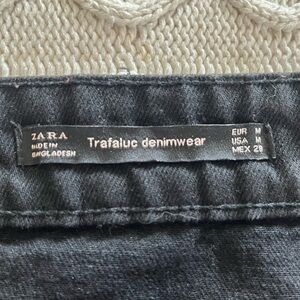 ZARA
MADE IN
BANGLADESH
Trafaluc denimwear
EUR M
USA M
MEX 28